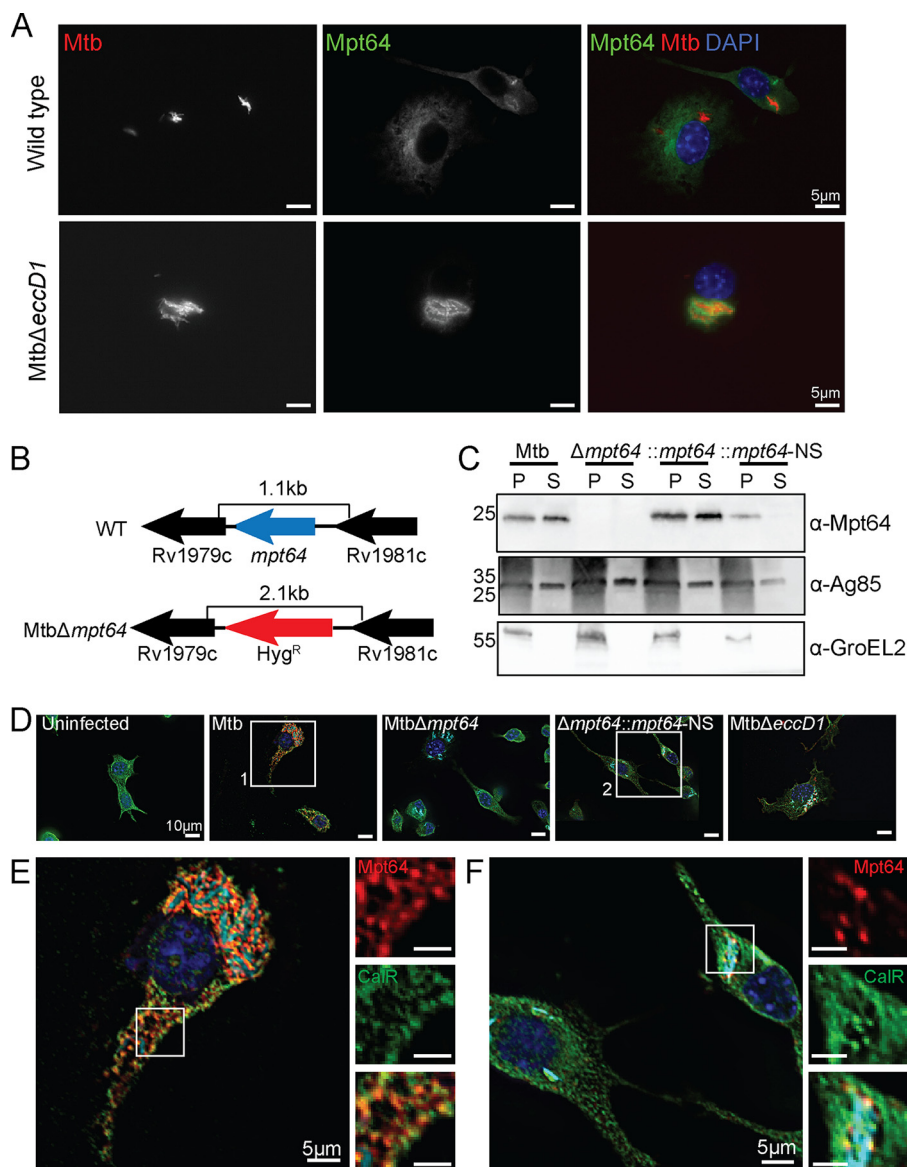 A
Mtb
Mpt64
Mpt64 Mtb DAPI
Wild type
5μm
MtbΔeccD1
5μm
B
1.1kb
WT
Rv1979c
mpt64
Rv1981c
2.1kb
MtbΔmpt64
Rv1979c
Hygᴿ
Rv1981c
C
Mtb Δmpt64 ::mpt64 ::mpt64-NS
P S P S P S P S
25
α-Mpt64
35
25
α-Ag85
55
α-GroEL2
D
Uninfected
10μm
Mtb
1
MtbΔmpt64
Δmpt64::mpt64-NS
2
MtbΔeccD1
E
5μm
Mpt64
CalR
F
5μm
Mpt64
CalR